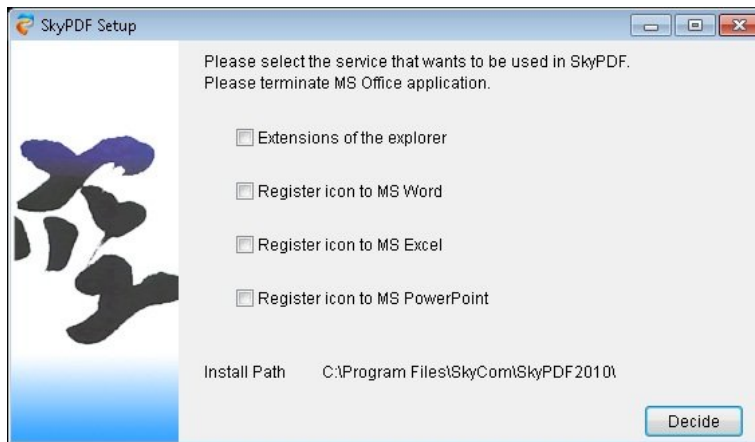 SkyPDF Setup
Please select the service that wants to be used in SkyPDF.
Please terminate MS Office application.
Extensions of the explorer
Register icon to MS Word
Register icon to MS Excel
Register icon to MS PowerPoint
Install Path C:\Program Files\SkyCom\SkyPDF2010\
Decide
空